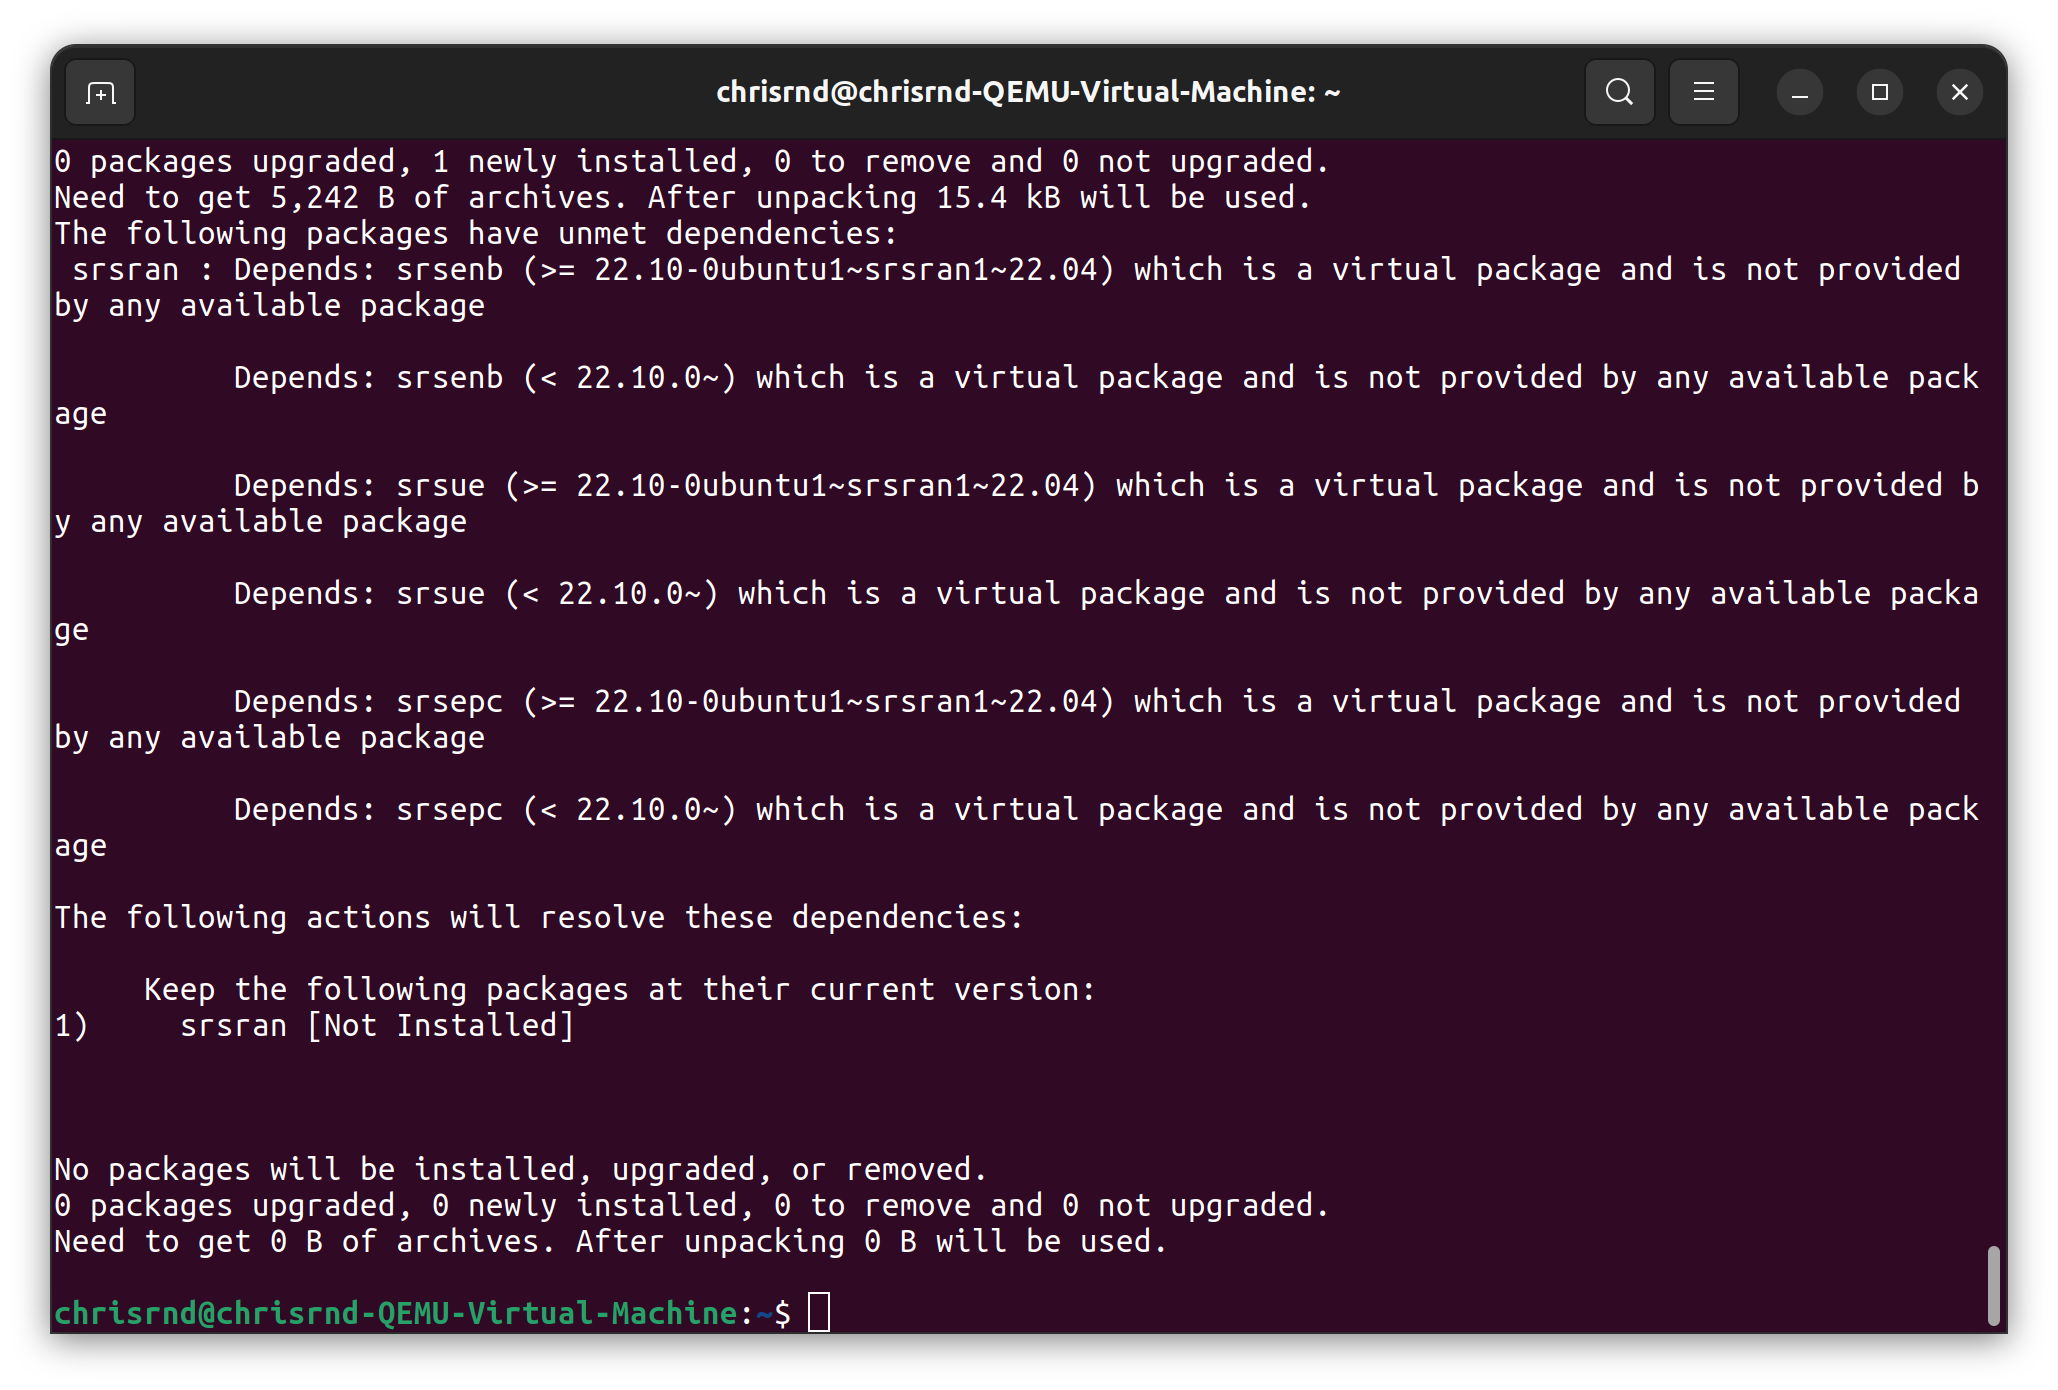 chrisrnd@chrisrnd-QEMU-Virtual-Machine: ~
0 packages upgraded, 1 newly installed, 0 to remove and 0 not upgraded.
Need to get 5,242 B of archives. After unpacking 15.4 kB will be used.
The following packages have unmet dependencies:
 srsran : Depends: srsenb (>= 22.10-0ubuntu1~srsran1~22.04) which is a virtual package and is not provided
by any available package
          Depends: srsenb (< 22.10.0~) which is a virtual package and is not provided by any available pack
age
          Depends: srsue (>= 22.10-0ubuntu1~srsran1~22.04) which is a virtual package and is not provided b
y any available package
          Depends: srsue (< 22.10.0~) which is a virtual package and is not provided by any available packa
ge
          Depends: srsepc (>= 22.10-0ubuntu1~srsran1~22.04) which is a virtual package and is not provided
by any available package
          Depends: srsepc (< 22.10.0~) which is a virtual package and is not provided by any available pack
age
The following actions will resolve these dependencies:
     Keep the following packages at their current version:
1)     srsran [Not Installed]
No packages will be installed, upgraded, or removed.
0 packages upgraded, 0 newly installed, 0 to remove and 0 not upgraded.
Need to get 0 B of archives. After unpacking 0 B will be used.
chrisrnd@chrisrnd-QEMU-Virtual-Machine:~$